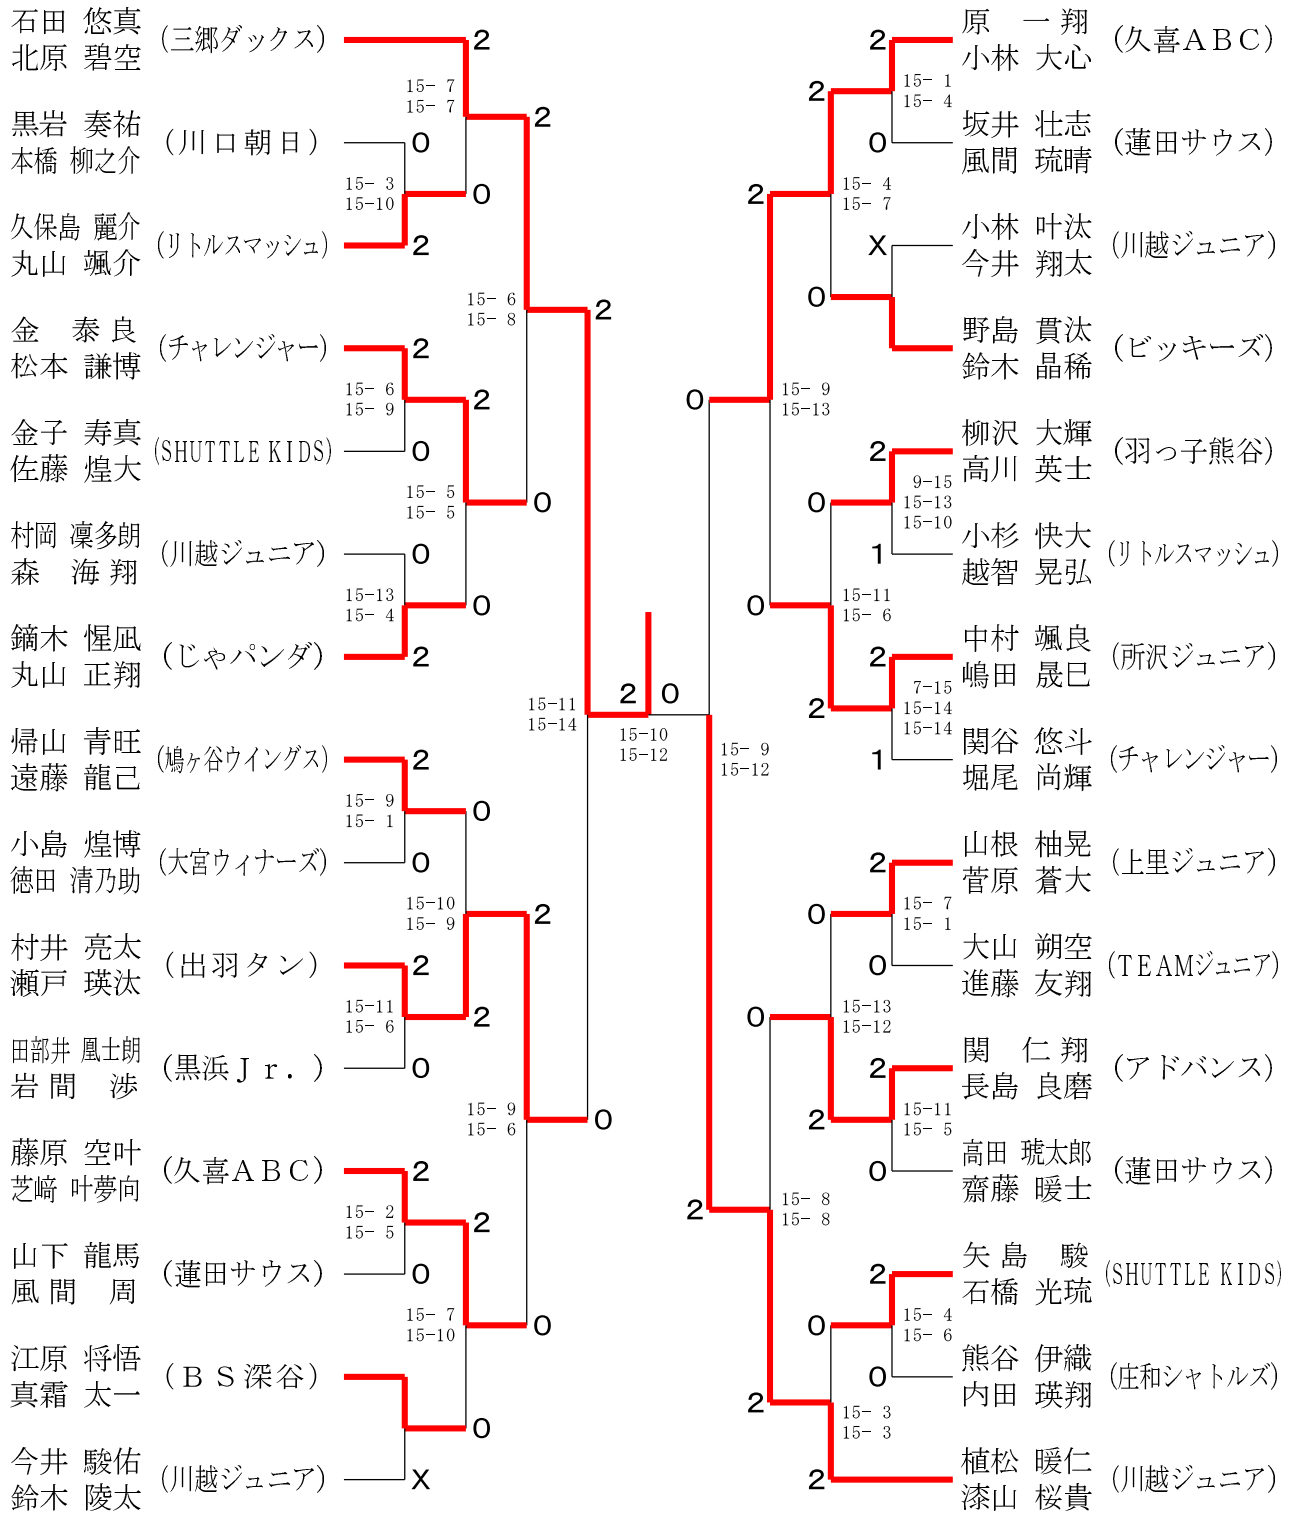 石田 悠真
北原 碧空
(三郷ダックス)
2
15- 7
15- 7
2
黒岩 奏祐
本橋 柳之介
(川口朝日)
0
15- 3
15-10
0
久保島 麗介
丸山 颯介
(リトルスマッシュ)
2
15- 6
15- 8
2
金 泰良
松本 謙博
(チャレンジャー)
2
15- 6
15- 9
2
金子 寿真
佐藤 煌大
(SHUTTLE KIDS)
0
15- 5
15- 5
0
村岡 凜多朗
森 海翔
(川越ジュニア)
0
15-13
15- 4
0
鏑木 惺凪
丸山 正翔
(じゃパンダ)
2
15-11
15-14
帰山 青旺
遠藤 龍己
(鳩ヶ谷ウイングス)
2
15- 9
15- 1
0
小島 煌博
徳田 清乃助
(大宮ウィナーズ)
0
15-10
15- 9
2
村井 亮太
瀬戸 瑛汰
(出羽タン)
2
15-11
15- 6
2
田部井 凰士朗
岩間 渉
(黒浜Jr.)
0
15- 9
15- 6
0
藤原 空叶
芝﨑 叶夢向
(久喜ABC)
2
15- 2
15- 5
2
山下 龍馬
風間 周
(蓮田サウス)
0
15- 7
15-10
0
江原 将悟
真霜 太一
(BS深谷)
0
今井 駿佑
鈴木 陵太
(川越ジュニア)
X
2 0
15-10
15-12
原 一翔
小林 大心
(久喜ABC)
2
15- 1
15- 4
2
坂井 壮志
風間 琉晴
(蓮田サウス)
0
15- 4
15- 7
2
小林 叶汰
今井 翔太
(川越ジュニア)
X
0
野島 貫汰
鈴木 晶稀
(ビッキーズ)
15- 9
15-13
0
柳沢 大輝
高川 英士
(羽っ子熊谷)
2
9-15
15-13
15-10
0
小杉 快大
越智 晃弘
(リトルスマッシュ)
1
15-11
15- 6
0
中村 颯良
嶋田 晟巳
(所沢ジュニア)
2
7-15
15-14
15-14
2
関谷 悠斗
堀尾 尚輝
(チャレンジャー)
1
15- 9
15-12
山根 柚晃
菅原 蒼大
(上里ジュニア)
2
15- 7
15- 1
0
大山 朔空
進藤 友翔
(TEAMジュニア)
0
15-13
15-12
0
関 仁翔
長島 良磨
(アドバンス)
2
15-11
15- 5
2
高田 琥太郎
齋藤 暖士
(蓮田サウス)
0
15- 8
15- 8
2
矢島 駿
石橋 光琉
(SHUTTLE KIDS)
2
15- 4
15- 6
0
熊谷 伊織
内田 瑛翔
(庄和シャトルズ)
0
15- 3
15- 3
2
植松 暖仁
漆山 桜貴
(川越ジュニア)
2